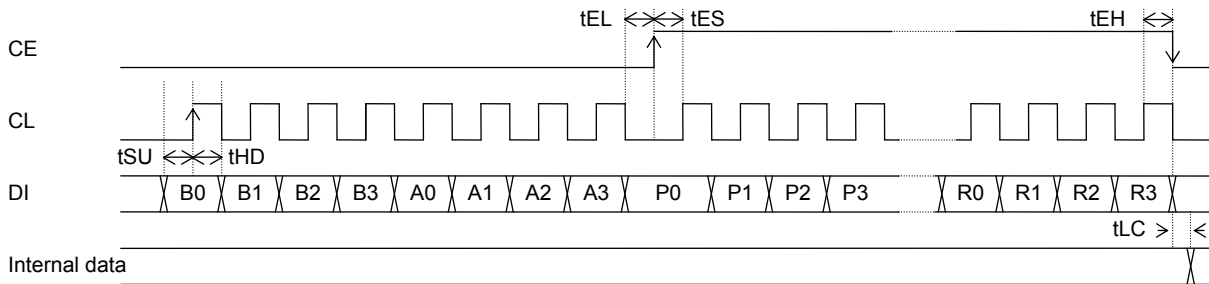 tEL tES tEH
CE
CL
tSU tHD
DI B0 B1 B2 B3 A0 A1 A2 A3 P0 P1 P2 P3 R0 R1 R2 R3
tLC
Internal data